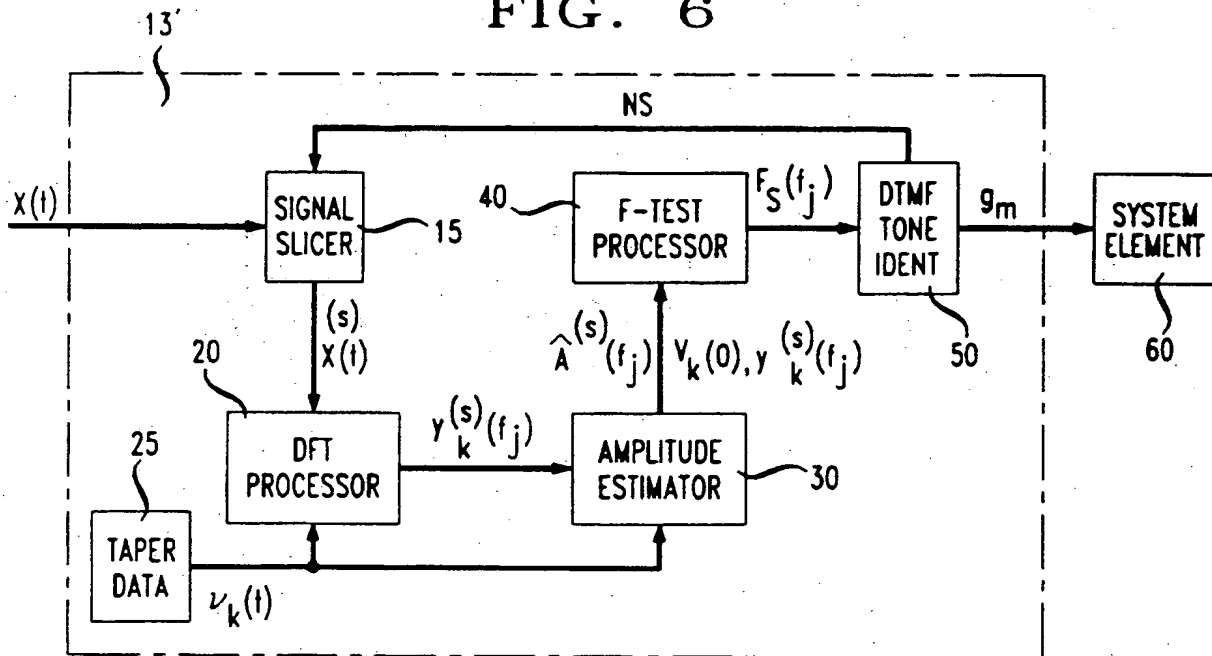 FIG. 6
13'
NS
X(t)
SIGNAL
SLICER
15
40
F-TEST
PROCESSOR
F_S(f_j)
DTMF
TONE
IDENT
50
g_m
SYSTEM
ELEMENT
60
(s)
X(t)
20
DFT
PROCESSOR
y_k^(s)(f_j)
Â^(s)(f_j)
V_k(0), y_k^(s)(f_j)
AMPLITUDE
ESTIMATOR
30
25
TAPER
DATA
ν_k(t)